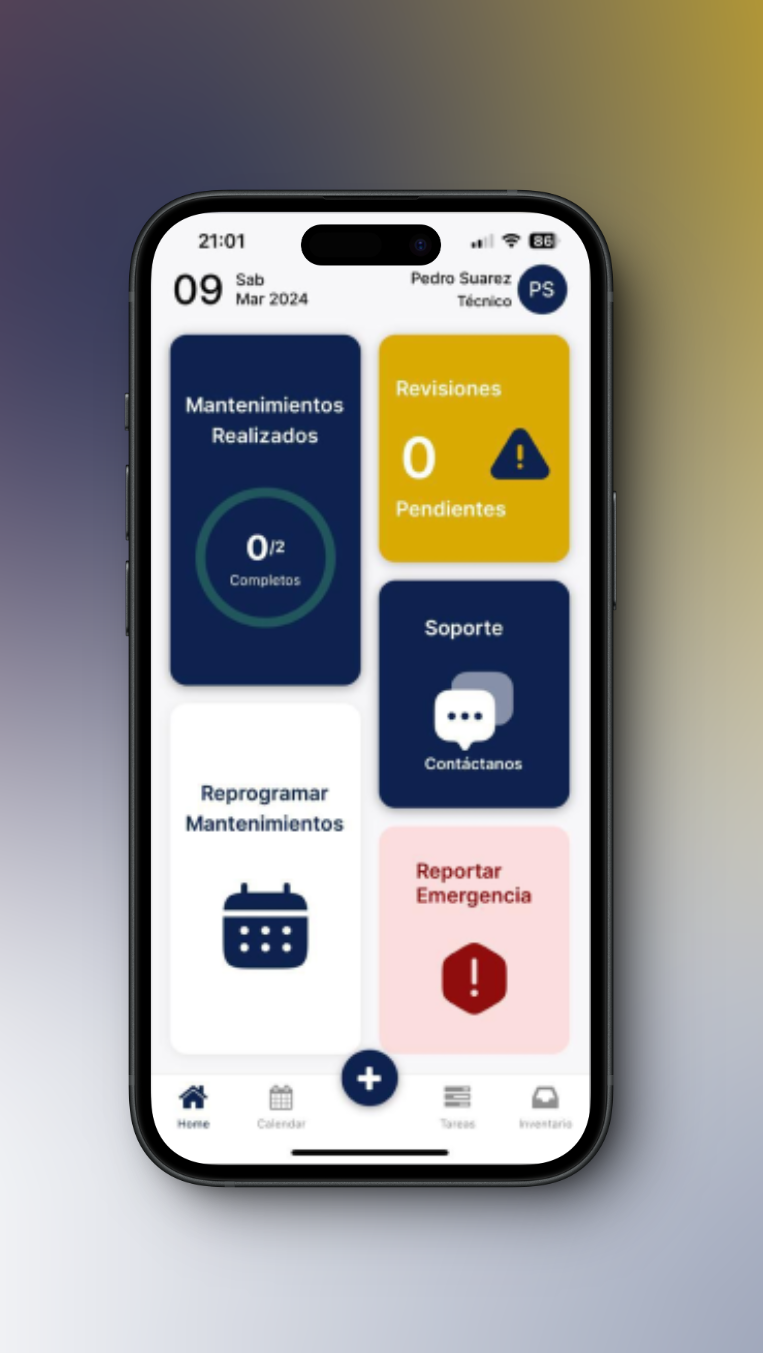 21:01
86
09
Sab
Mar 2024
Pedro Suarez
Técnico
PS
Mantenimientos
Realizados
0/2
Completos
Revisiones
0
Pendientes
Soporte
Contáctanos
Reprogramar
Mantenimientos
Reportar
Emergencia
Home
Calendar
Tareas
Inventario